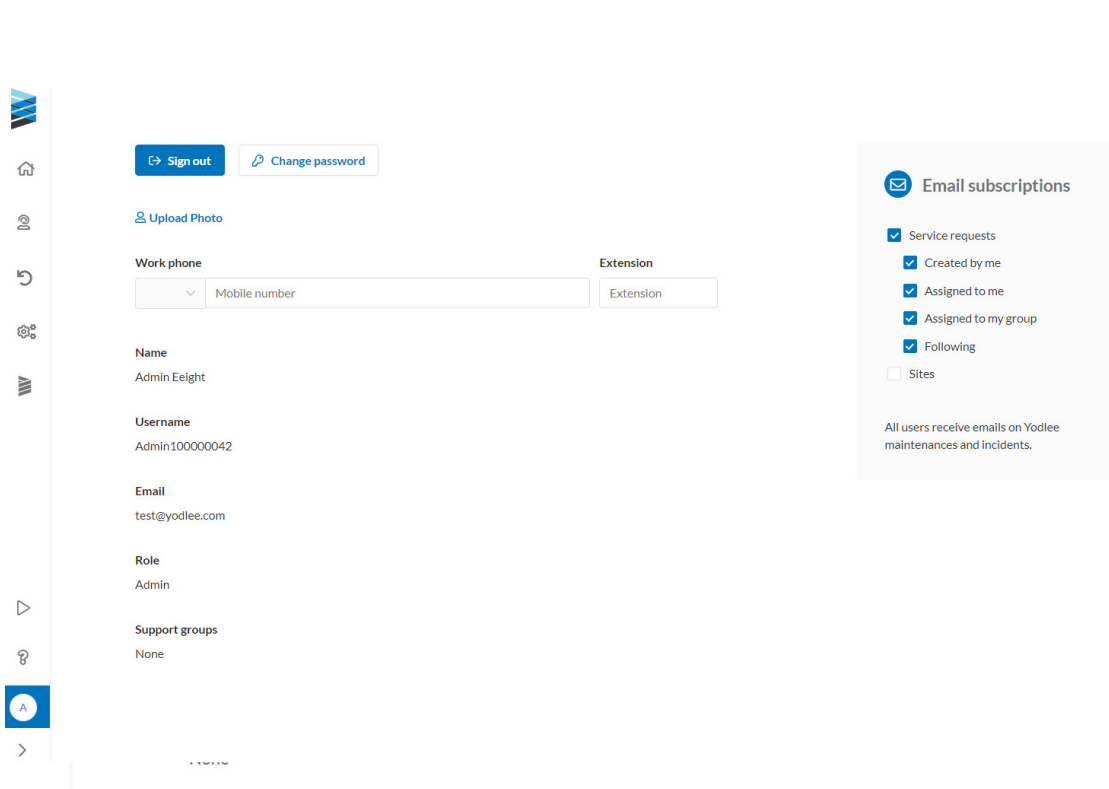 Sign out
Change password
Upload Photo
Work phone
Extension
Mobile number
Extension
Name
Admin Eeight
Username
Admin100000042
Email
test@yodlee.com
Role
Admin
Support groups
None
Email subscriptions
Service requests
Created by me
Assigned to me
Assigned to my group
Following
Sites
All users receive emails on Yodlee
maintenances and incidents.
A